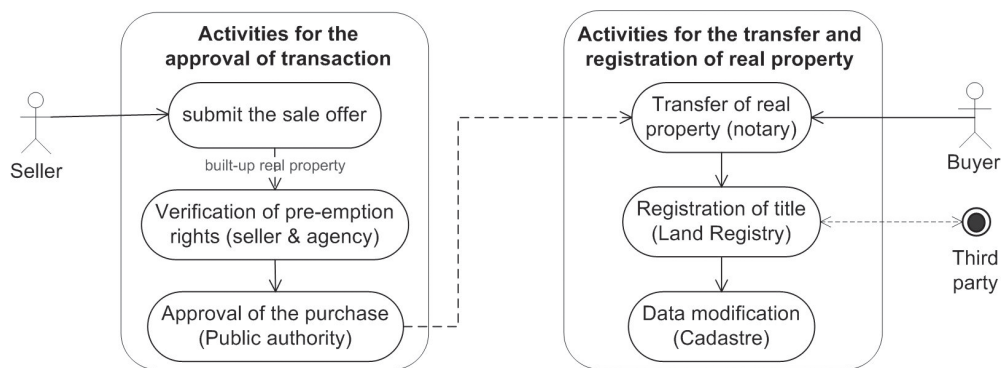 Activities for the
approval of transaction
submit the sale offer
built-up real property
Verification of pre-emption
rights (seller & agency)
Approval of the purchase
(Public authority)
Seller
Activities for the transfer and
registration of real property
Transfer of real
property (notary)
Registration of title
(Land Registry)
Data modification
(Cadastre)
Buyer
Third
party